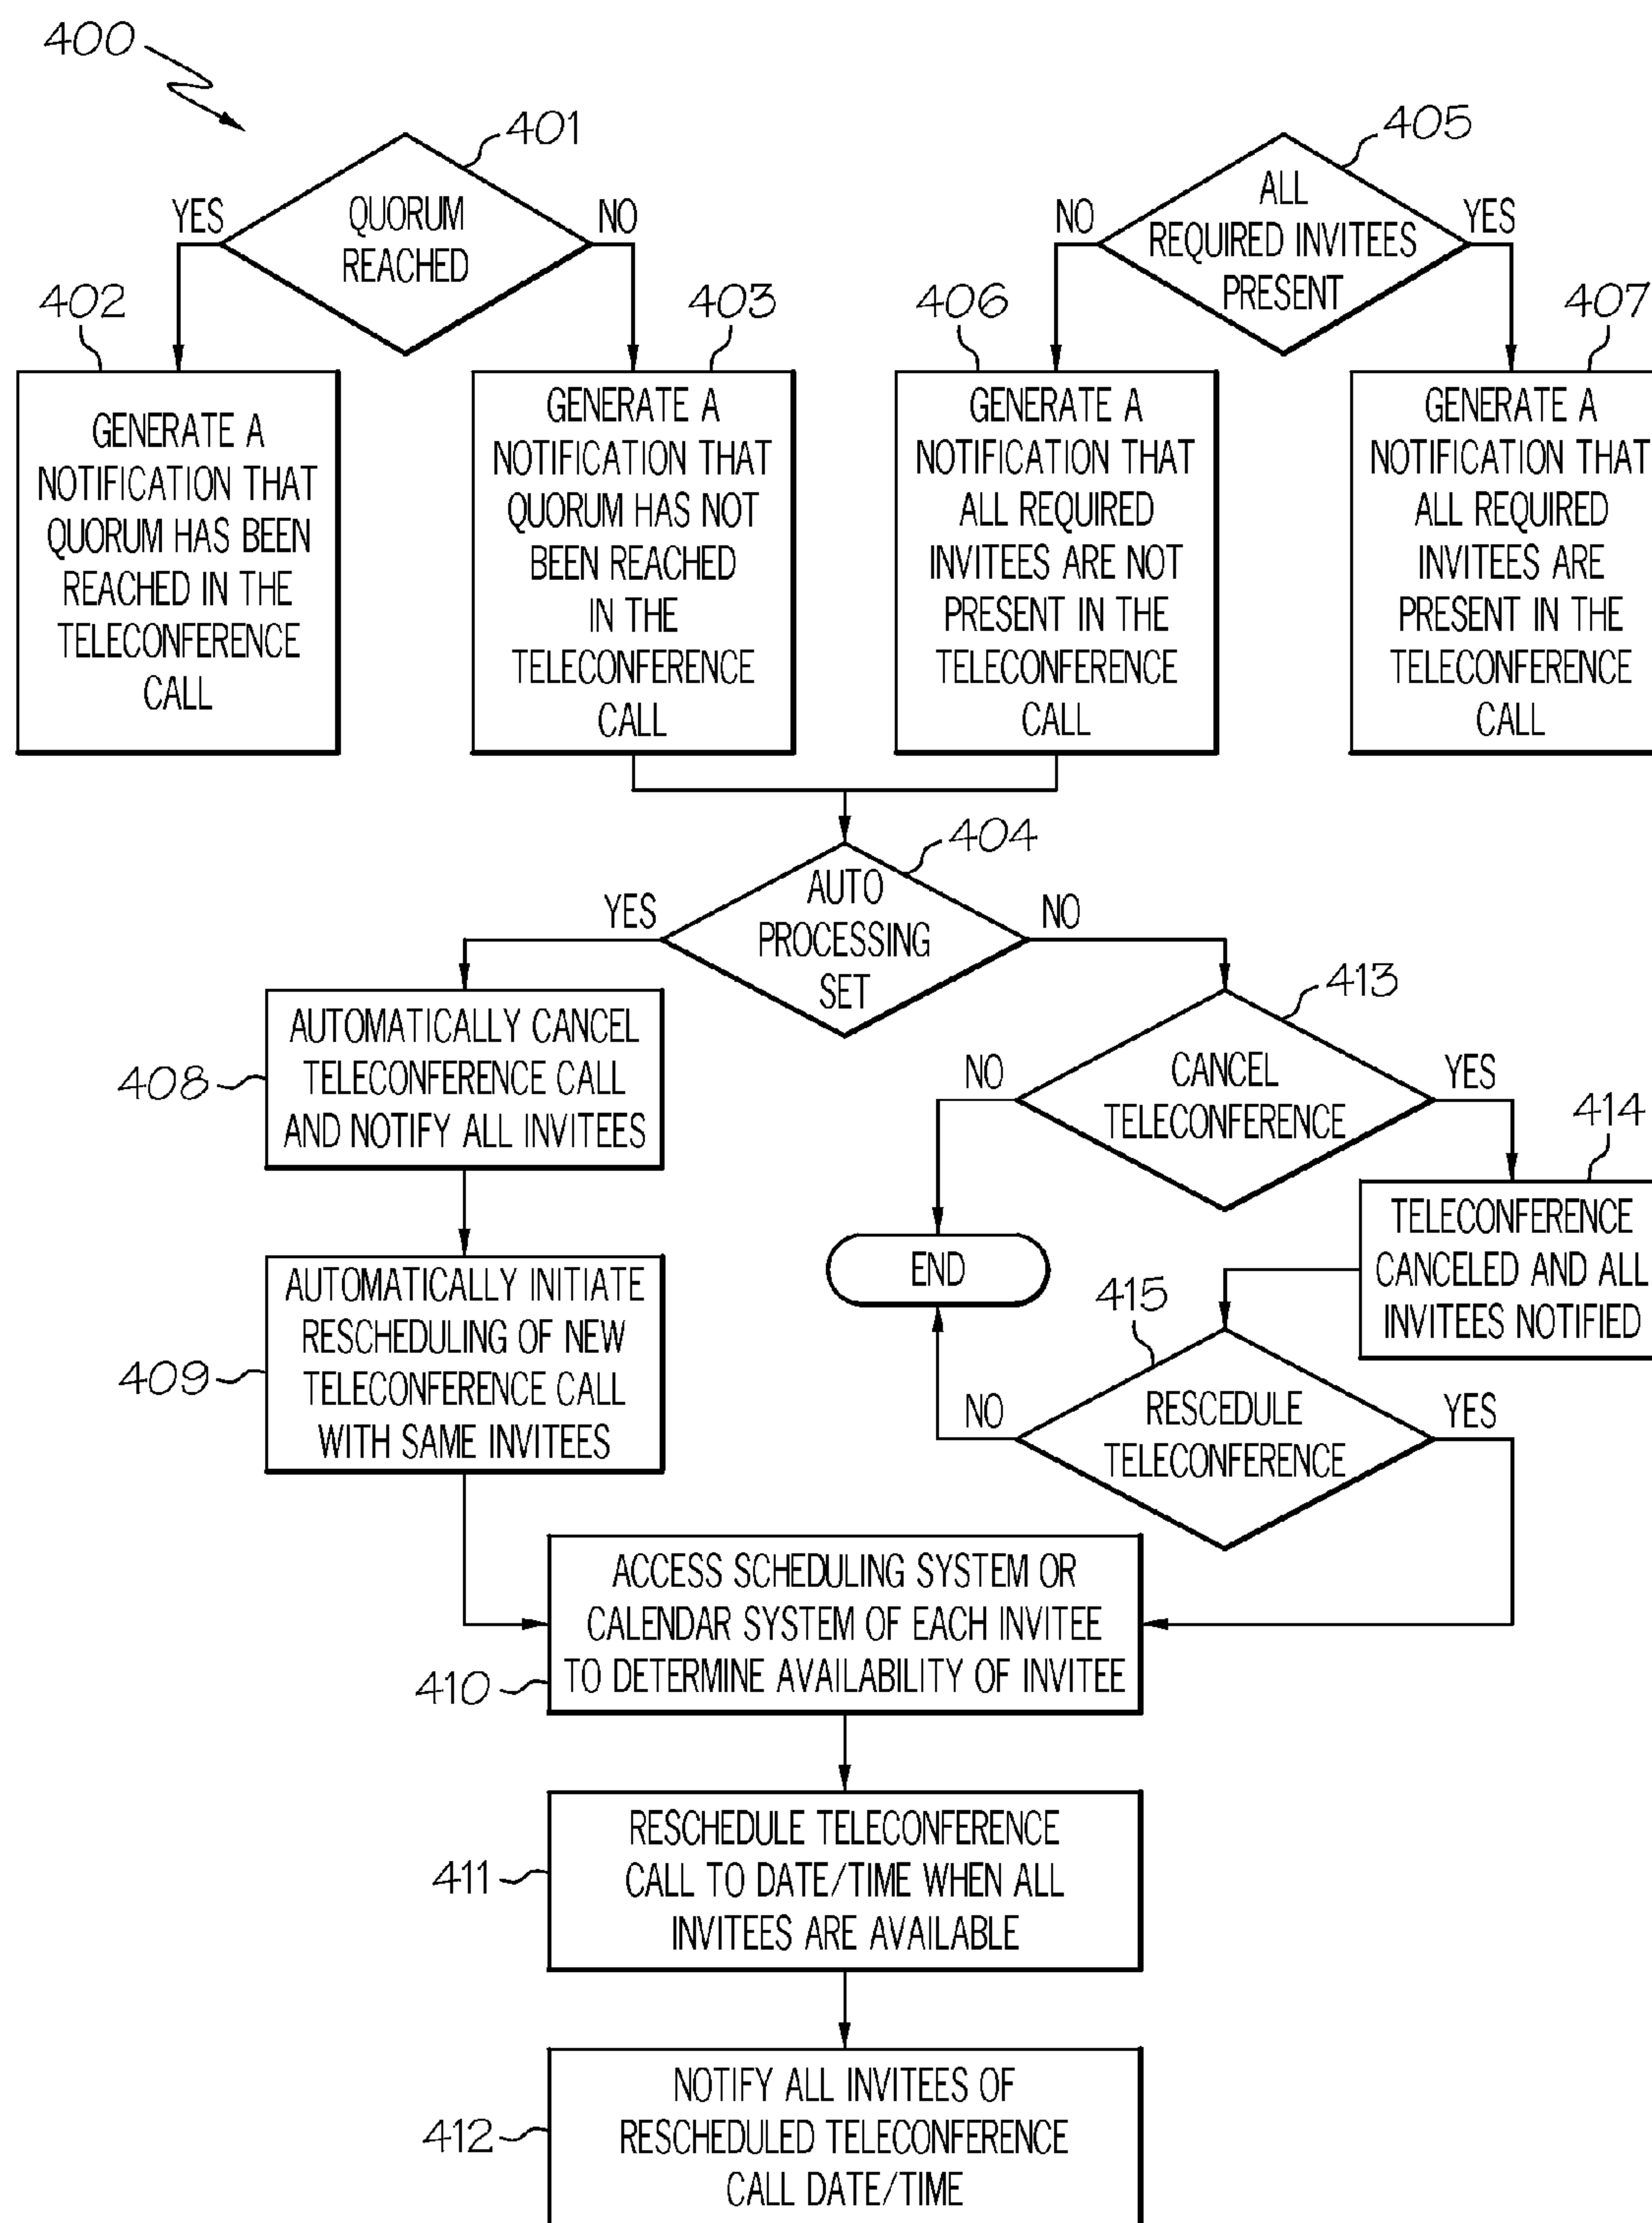 400
401
YES
QUORUM
REACHED
NO
405
NO
ALL
REQUIRED INVITEES
PRESENT
YES
402
GENERATE A
NOTIFICATION THAT
QUORUM HAS BEEN
REACHED IN THE
TELECONFERENCE
CALL
403
GENERATE A
NOTIFICATION THAT
QUORUM HAS NOT
BEEN REACHED
IN THE
TELECONFERENCE
CALL
406
GENERATE A
NOTIFICATION THAT
ALL REQUIRED
INVITEES ARE NOT
PRESENT IN THE
TELECONFERENCE
CALL
407
GENERATE A
NOTIFICATION THAT
ALL REQUIRED
INVITEES ARE
PRESENT IN THE
TELECONFERENCE
CALL
404
YES
AUTO
PROCESSING
SET
NO
408
AUTOMATICALLY CANCEL
TELECONFERENCE CALL
AND NOTIFY ALL INVITEES
413
NO
CANCEL
TELECONFERENCE
YES
414
TELECONFERENCE
CANCELED AND ALL
INVITEES NOTIFIED
END
409
AUTOMATICALLY INITIATE
RESCHEDULING OF NEW
TELECONFERENCE CALL
WITH SAME INVITEES
415
NO
RESCEDULE
TELECONFERENCE
YES
410
ACCESS SCHEDULING SYSTEM OR
CALENDAR SYSTEM OF EACH INVITEE
TO DETERMINE AVAILABILITY OF INVITEE
411
RESCHEDULE TELECONFERENCE
CALL TO DATE/TIME WHEN ALL
INVITEES ARE AVAILABLE
412
NOTIFY ALL INVITEES OF
RESCHEDULED TELECONFERENCE
CALL DATE/TIME